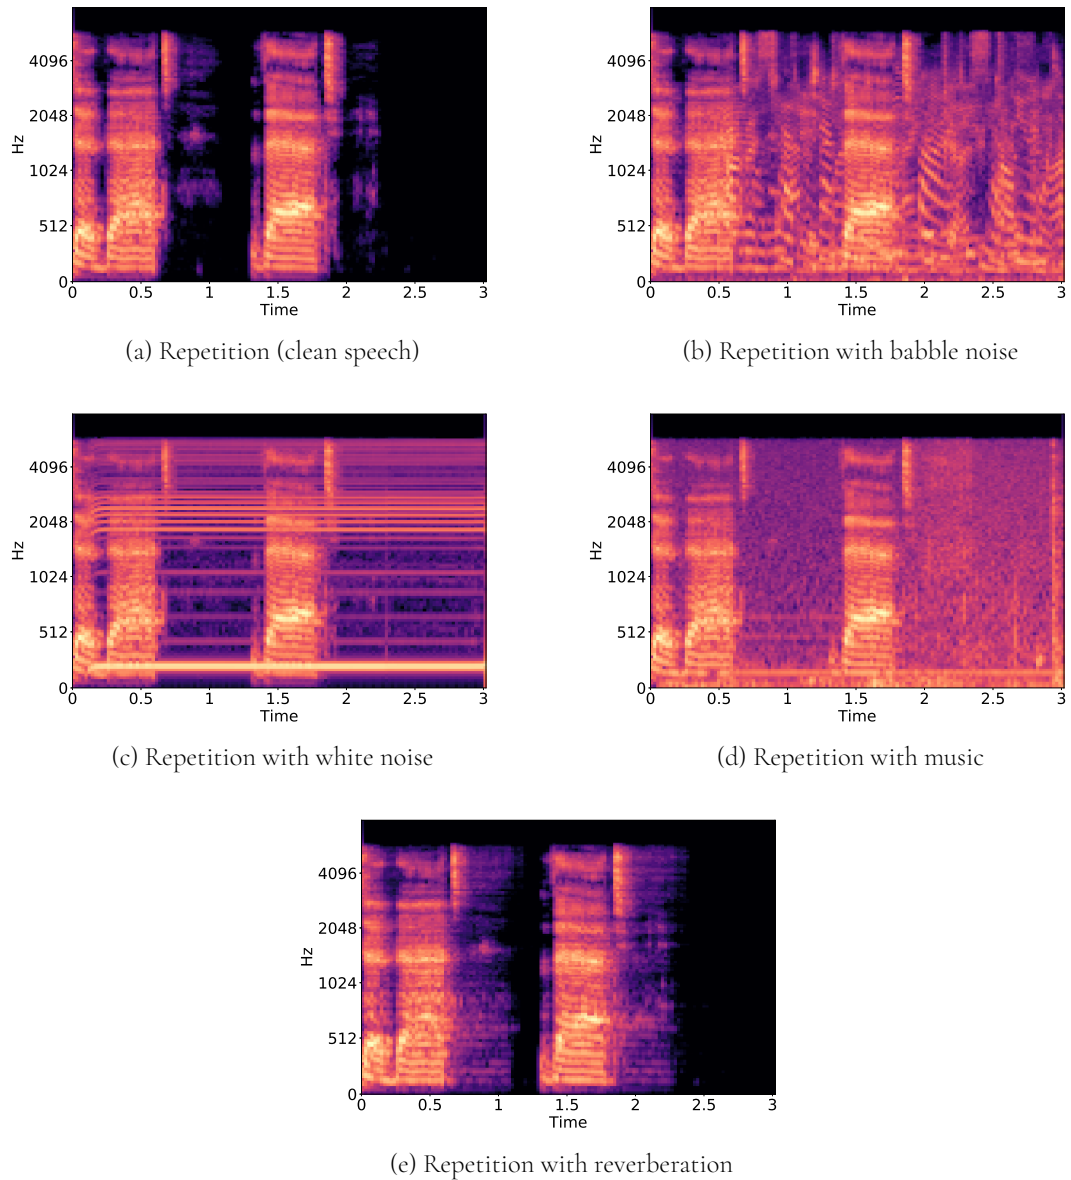 4096
2048
1024
512
0
Hz
0 0.5 1 1.5 2 2.5 3
Time
(a) Repetition (clean speech)
4096
2048
1024
512
0
Hz
0 0.5 1 1.5 2 2.5 3
Time
(b) Repetition with babble noise
4096
2048
1024
512
0
Hz
0 0.5 1 1.5 2 2.5 3
Time
(c) Repetition with white noise
4096
2048
1024
512
0
Hz
0 0.5 1 1.5 2 2.5 3
Time
(d) Repetition with music
4096
2048
1024
512
0
Hz
0 0.5 1 1.5 2 2.5 3
Time
(e) Repetition with reverberation